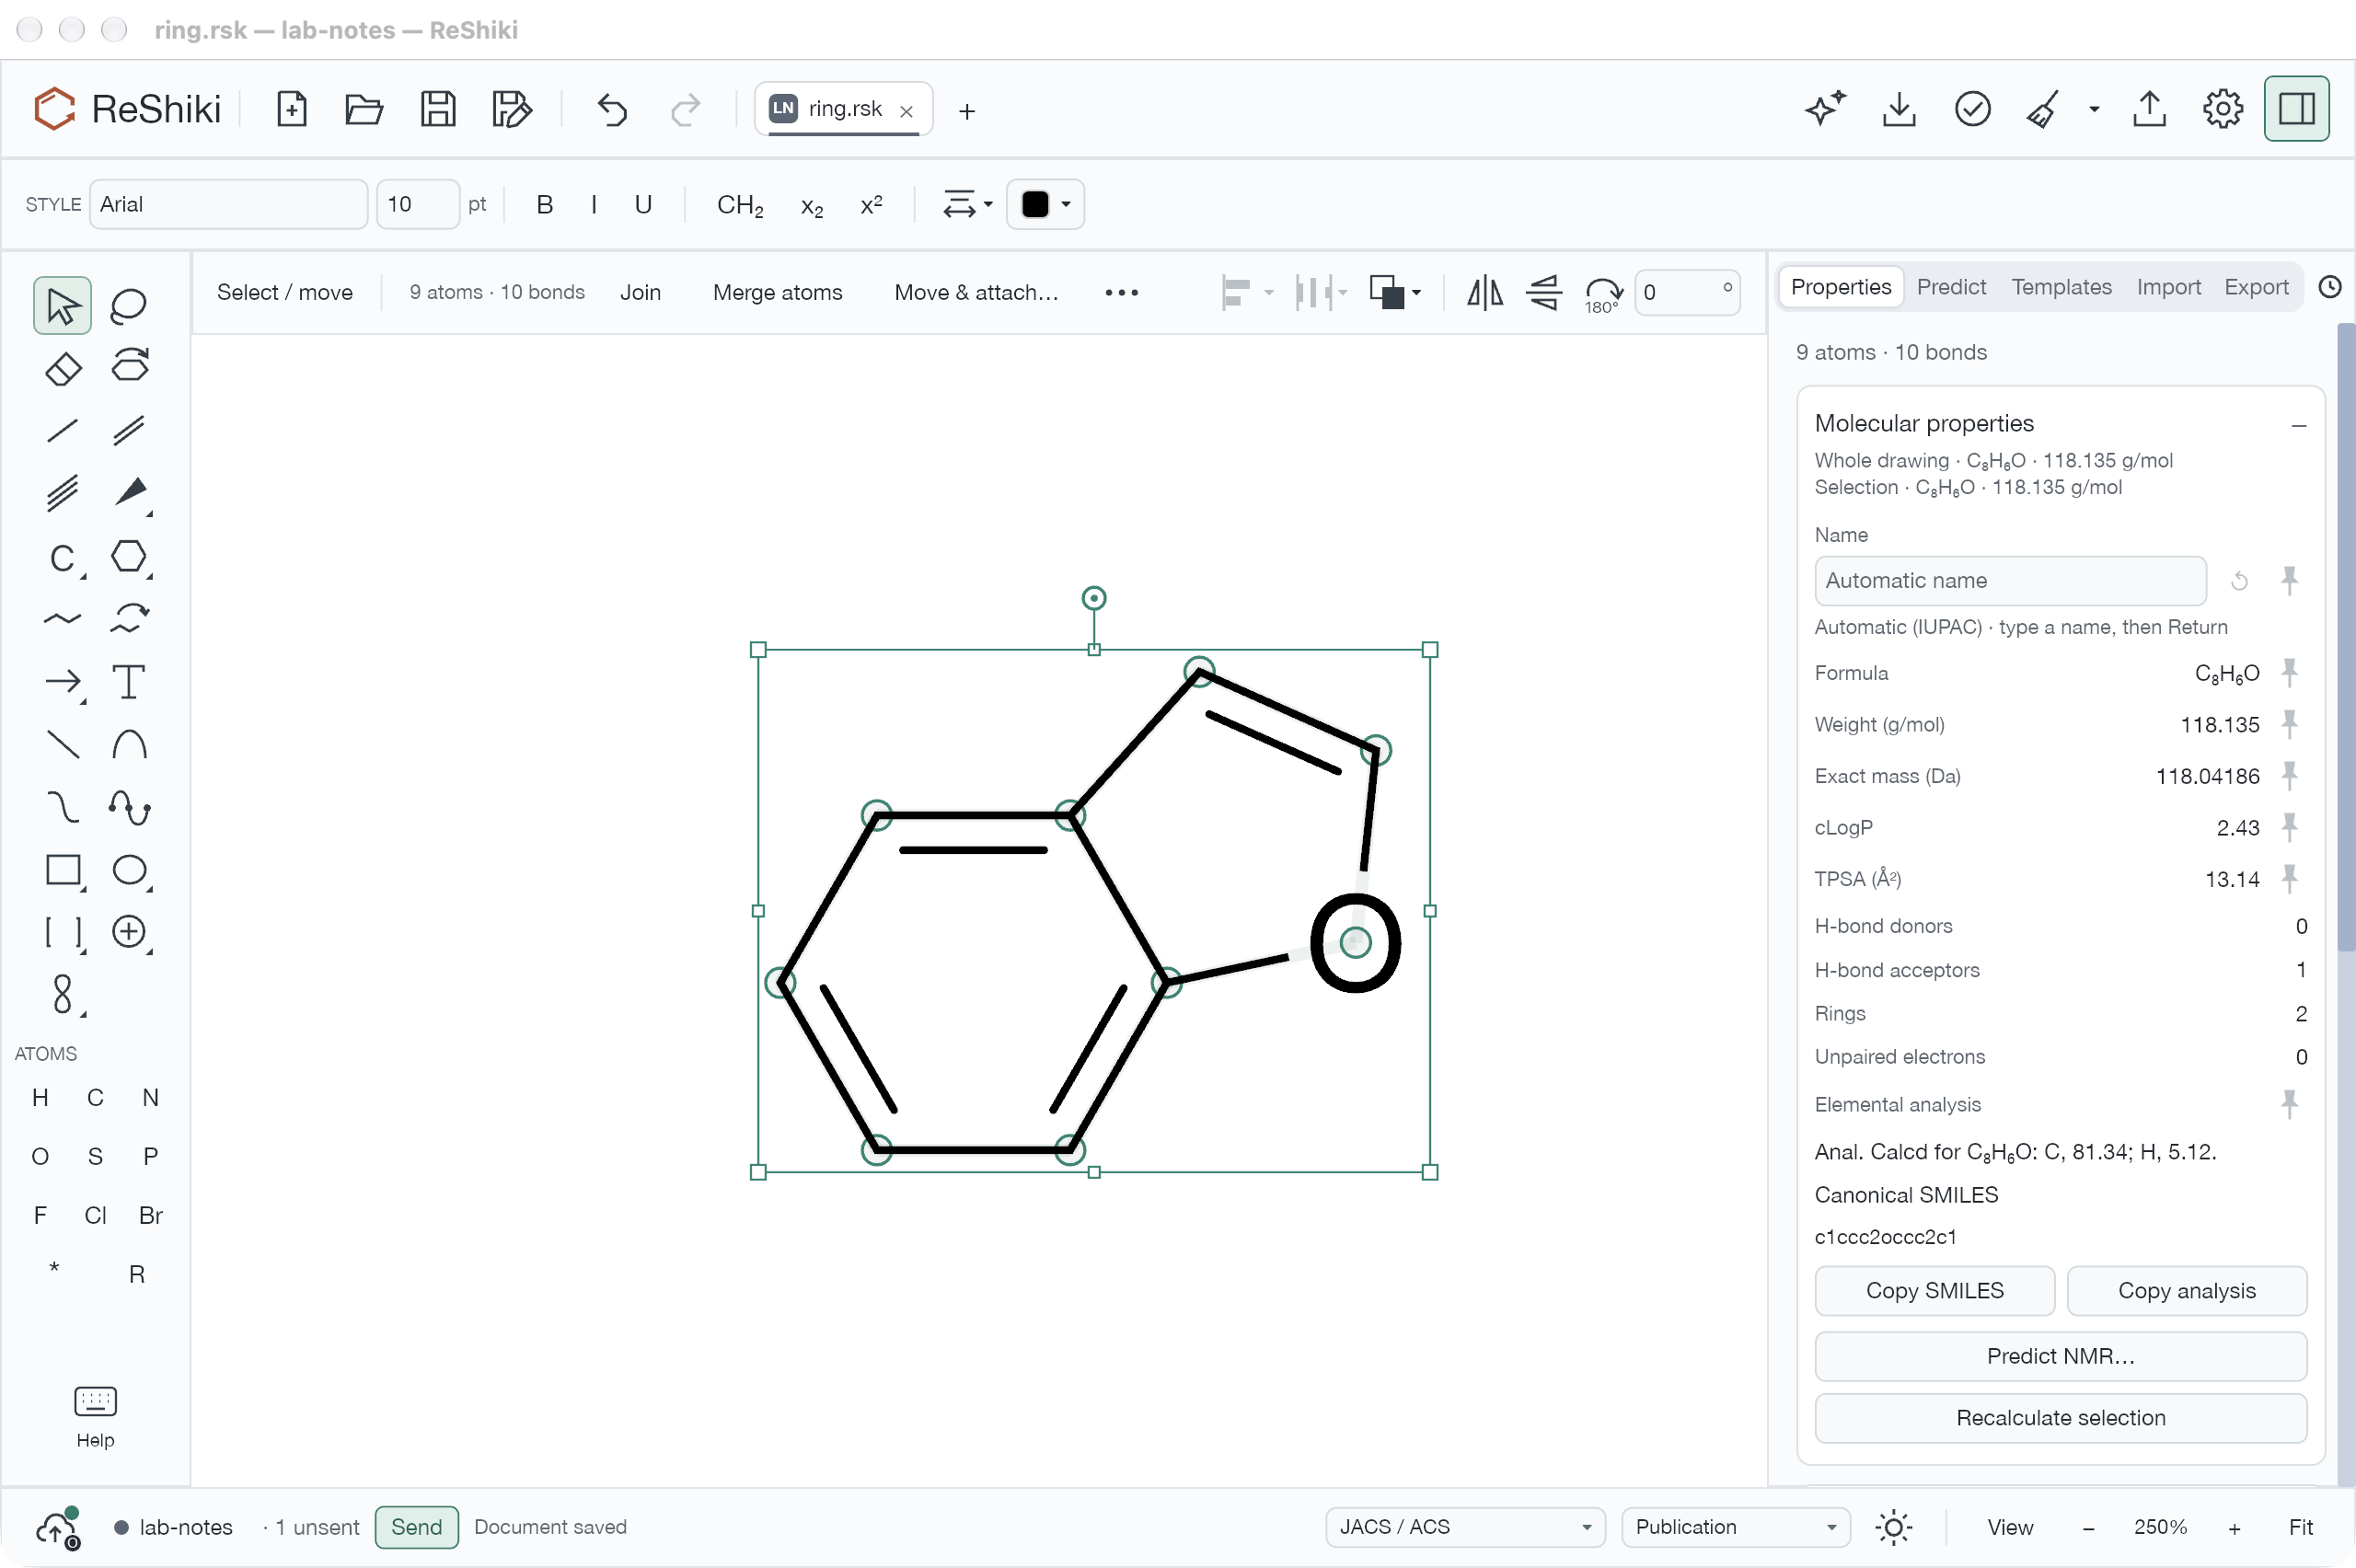 ring.rsk — lab-notes — ReShiki
ReShiki
LN ring.rsk × +
STYLE Arial 10 pt B I U CH₂ x₂ x²
Select / move 9 atoms · 10 bonds Join Merge atoms Move & attach... ••• 180° 0 °
Properties Predict Templates Import Export
9 atoms · 10 bonds
Molecular properties –
Whole drawing · C₈H₆O · 118.135 g/mol
Selection · C₈H₆O · 118.135 g/mol
Name
Automatic name
Automatic (IUPAC) · type a name, then Return
Formula C₈H₆O
Weight (g/mol) 118.135
Exact mass (Da) 118.04186
cLogP 2.43
TPSA (Å²) 13.14
H-bond donors 0
H-bond acceptors 1
Rings 2
Unpaired electrons 0
Elemental analysis
Anal. Calcd for C₈H₆O: C, 81.34; H, 5.12.
Canonical SMILES
c1ccc2occc2c1
Copy SMILES Copy analysis
Predict NMR...
Recalculate selection
C
T
[ ]
ATOMS
H C N
O S P
F Cl Br
* R
Help
O
lab-notes · 1 unsent Send Document saved
JACS / ACS Publication View – 250% + Fit